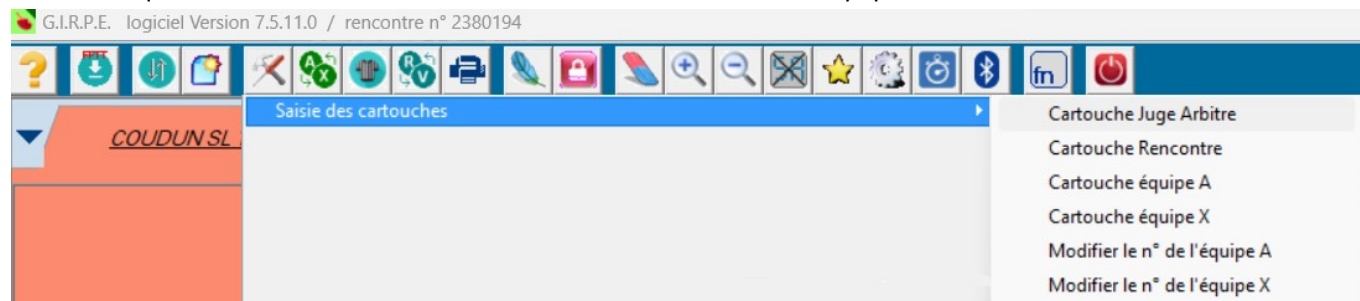 G.I.R.P.E. logiciel Version 7.5.11.0 / rencontre n° 2380194
A X R V fn
Saisie des cartouches
COUDUN SL
Cartouche Juge Arbitre
Cartouche Rencontre
Cartouche équipe A
Cartouche équipe X
Modifier le n° de l'équipe A
Modifier le n° de l'équipe X